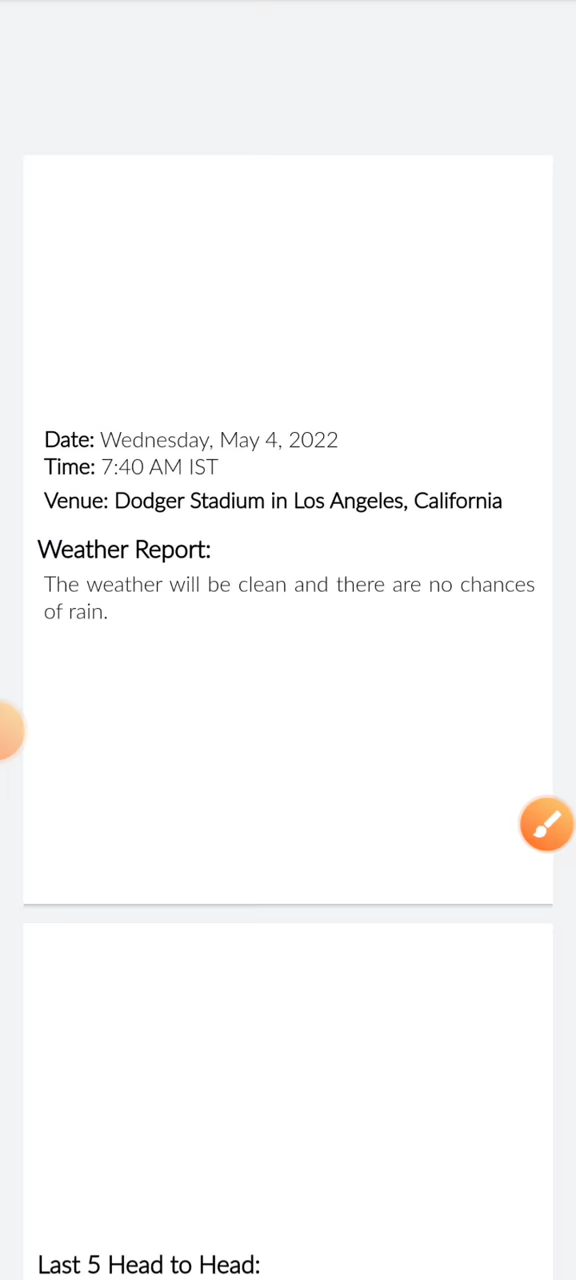 Date: Wednesday, May 4, 2022
Time: 7:40 AM IST
Venue: Dodger Stadium in Los Angeles, California
Weather Report:
The weather will be clean and there are no chances
of rain.
Last 5 Head to Head: